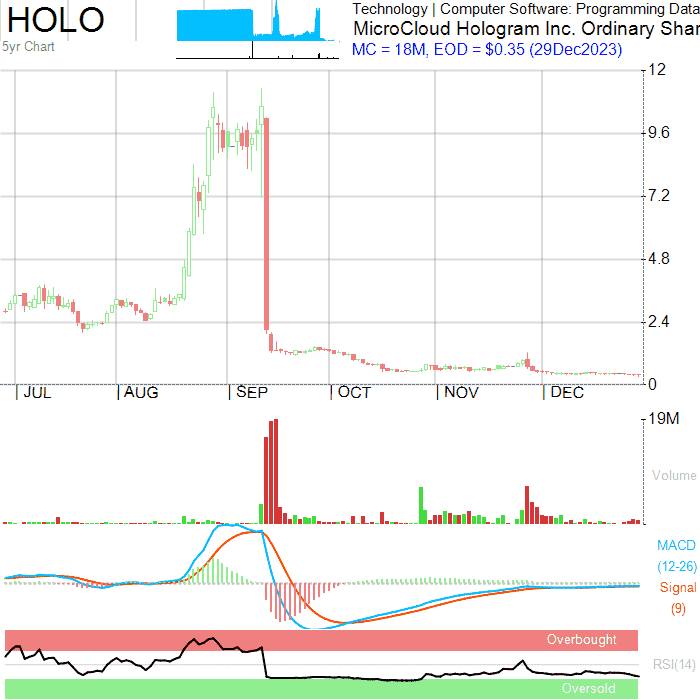 HOLO
5yr Chart
Technology | Computer Software: Programming Data
MicroCloud Hologram Inc. Ordinary Shar
MC = 18M, EOD = $0.35 (29Dec2023)
12
9.6
7.2
4.8
2.4
0
JUL AUG SEP OCT NOV DEC
19M
Volume
MACD
(12-26)
Signal
(9)
Overbought
RSI(14)
Oversold